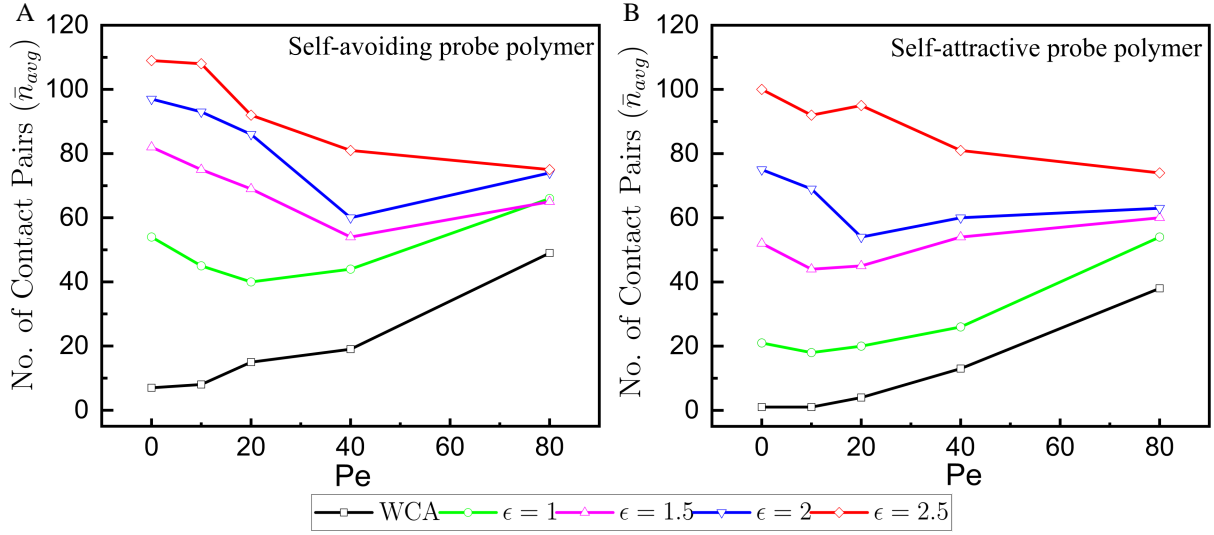 A
Self-avoiding probe polymer
No. of Contact Pairs (n̄avg)
120
100
80
60
40
20
0
0 20 40 60 80
Pe
B
Self-attractive probe polymer
No. of Contact Pairs (n̄avg)
120
100
80
60
40
20
0
0 20 40 60 80
Pe
WCA ϵ = 1 ϵ = 1.5 ϵ = 2 ϵ = 2.5